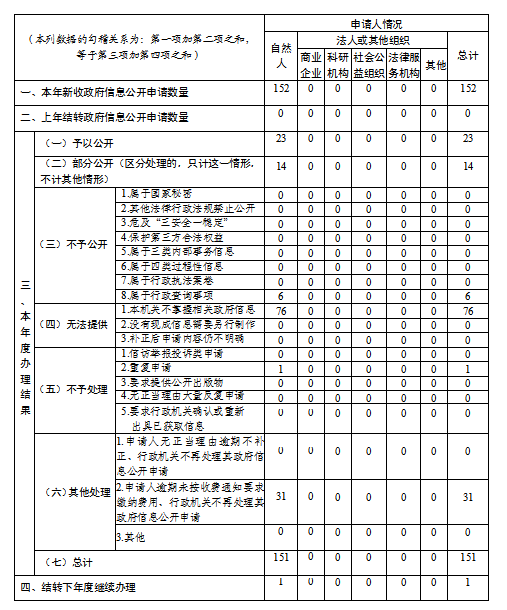 申请人情况
（本列数据的勾稽关系为：第一项加第二项之和，
等于第三项加第四项之和）
自然
人
法人或其他组织
总计
商业
企业
科研
机构
社会公
益组织
法律服
务机构
其他
一、本年新收政府信息公开申请数量 152 0 0 0 0 0 152
二、上年结转政府信息公开申请数量 0 0 0 0 0 0 0
三、本年度办理结果
（一）予以公开 23 0 0 0 0 0 23
（二）部分公开（区分处理的，只计这一情形，
不计其他情形） 14 0 0 0 0 0 14
（三）不予公开
1.属于国家秘密 0 0 0 0 0 0 0
2.其他法律行政法规禁止公开 0 0 0 0 0 0 0
3.危及“三安全一稳定” 0 0 0 0 0 0 0
4.保护第三方合法权益 0 0 0 0 0 0 0
5.属于三类内部事务信息 0 0 0 0 0 0 0
6.属于四类过程性信息 0 0 0 0 0 0 0
7.属于行政执法案卷 0 0 0 0 0 0 0
8.属于行政查询事项 6 0 0 0 0 0 6
（四）无法提供
1.本机关不掌握相关政府信息 76 0 0 0 0 0 76
2.没有现成信息需要另行制作 0 0 0 0 0 0 0
3.补正后申请内容仍不明确 0 0 0 0 0 0 0
（五）不予处理
1.信访举报投诉类申请 0 0 0 0 0 0 0
2.重复申请 1 0 0 0 0 0 1
3.要求提供公开出版物 0 0 0 0 0 0 0
4.无正当理由大量反复申请 0 0 0 0 0 0 0
5.要求行政机关确认或重新
出具已获取信息 0 0 0 0 0 0 0
（六）其他处理
1.申请人无正当理由逾期不补
正、行政机关不再处理其政府信
息公开申请 0 0 0 0 0 0 0
2.申请人逾期未按收费通知要求
缴纳费用、行政机关不再处理其
政府信息公开申请 31 0 0 0 0 0 31
3.其他 0 0 0 0 0 0 0
（七）总计 151 0 0 0 0 0 151
四、结转下年度继续办理 1 0 0 0 0 0 1